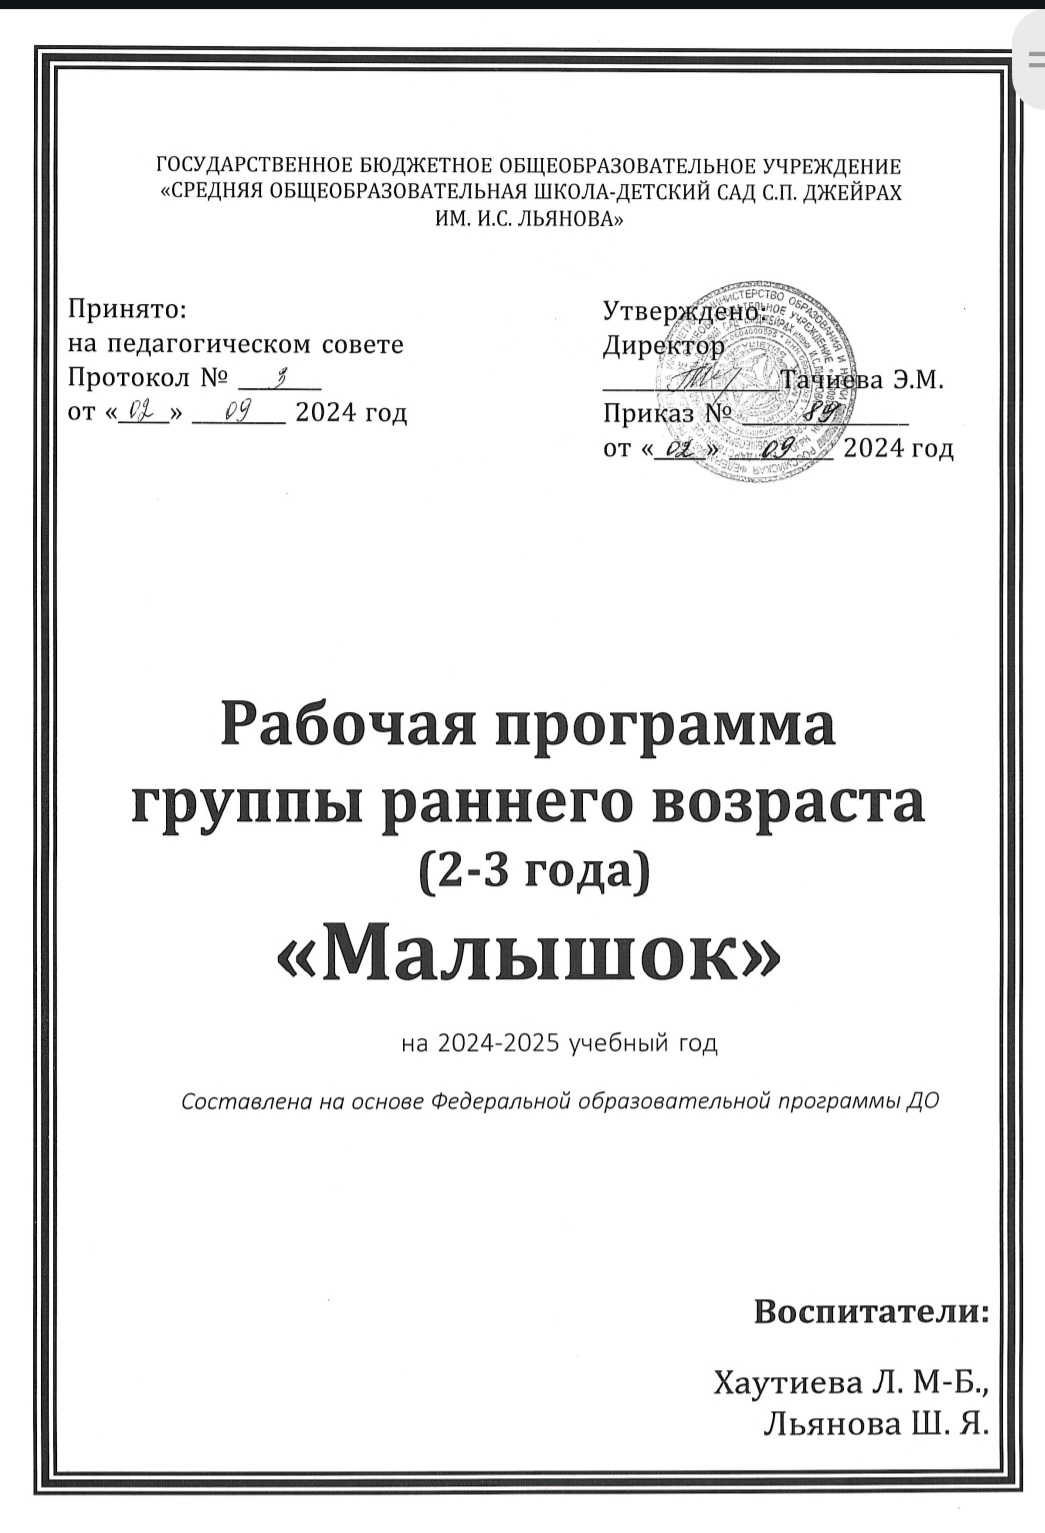 ГОСУДАРСТВЕННОЕ БЮДЖЕТНОЕ ОБЩЕОБРАЗОВАТЕЛЬНОЕ УЧРЕЖДЕНИЕ
«СРЕДНЯЯ ОБЩЕОБРАЗОВАТЕЛЬНАЯ ШКОЛА-ДЕТСКИЙ САД С.П. ДЖЕЙРАХ
ИМ. И.С. ЛЬЯНОВА»
Принято:
на педагогическом совете
Протокол № 3
от «02» 09 2024 год
Утверждено:
Директор
Тачиева Э.М.
Приказ № 89
от «02» 09 2024 год
Рабочая программа
группы раннего возраста
(2-3 года)
«Малышок»
на 2024-2025 учебный год
Составлена на основе Федеральной образовательной программы ДО
Воспитатели:
Хаутиева Л. М-Б.,
Льянова Ш. Я.